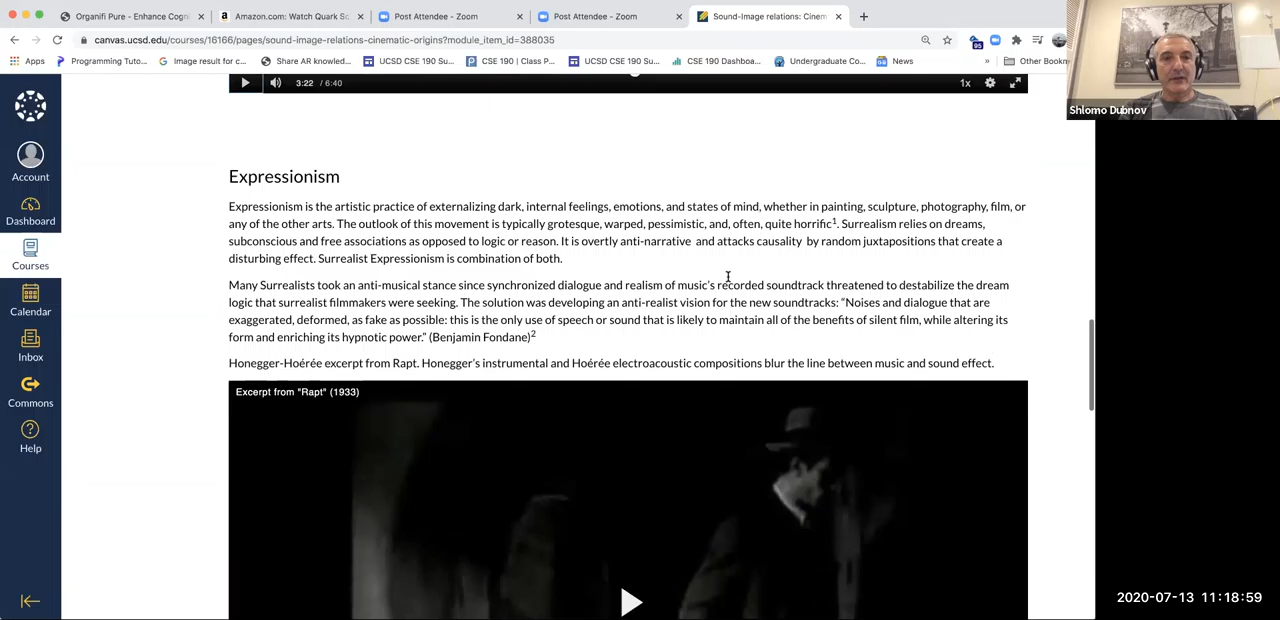 Organifi Pure - Enhance Cogni
Amazon.com: Watch Quark Sc
Post Attendee - Zoom
Post Attendee - Zoom
Sound-Image relations: Cinem
canvas.ucsd.edu/courses/16166/pages/sound-image-relations-cinematic-origins?module_item_id=388035
95
Apps
Programming Tuto...
Image result for c...
Share AR knowled...
UCSD CSE 190 Su...
CSE 190 | Class P...
UCSD CSE 190 Su...
CSE 190 Dashboa...
Undergraduate Co...
News
»
Other Bookm
Shlomo Dubnov
3:22 / 6:40
1x
Account
Dashboard
Courses
Calendar
Inbox
Commons
Help
Expressionism
Expressionism is the artistic practice of externalizing dark, internal feelings, emotions, and states of mind, whether in painting, sculpture, photography, film, or
any of the other arts. The outlook of this movement is typically grotesque, warped, pessimistic, and, often, quite horrific1. Surrealism relies on dreams,
subconscious and free associations as opposed to logic or reason. It is overtly anti-narrative and attacks causality by random juxtapositions that create a
disturbing effect. Surrealist Expressionism is combination of both.
Many Surrealists took an anti-musical stance since synchronized dialogue and realism of music's recorded soundtrack threatened to destabilize the dream
logic that surrealist filmmakers were seeking. The solution was developing an anti-realist vision for the new soundtracks: "Noises and dialogue that are
exaggerated, deformed, as fake as possible: this is the only use of speech or sound that is likely to maintain all of the benefits of silent film, while altering its
form and enriching its hypnotic power." (Benjamin Fondane)2
Honegger-Hoérée excerpt from Rapt. Honegger's instrumental and Hoérée electroacoustic compositions blur the line between music and sound effect.
Excerpt from "Rapt" (1933)
2020-07-13 11:18:59